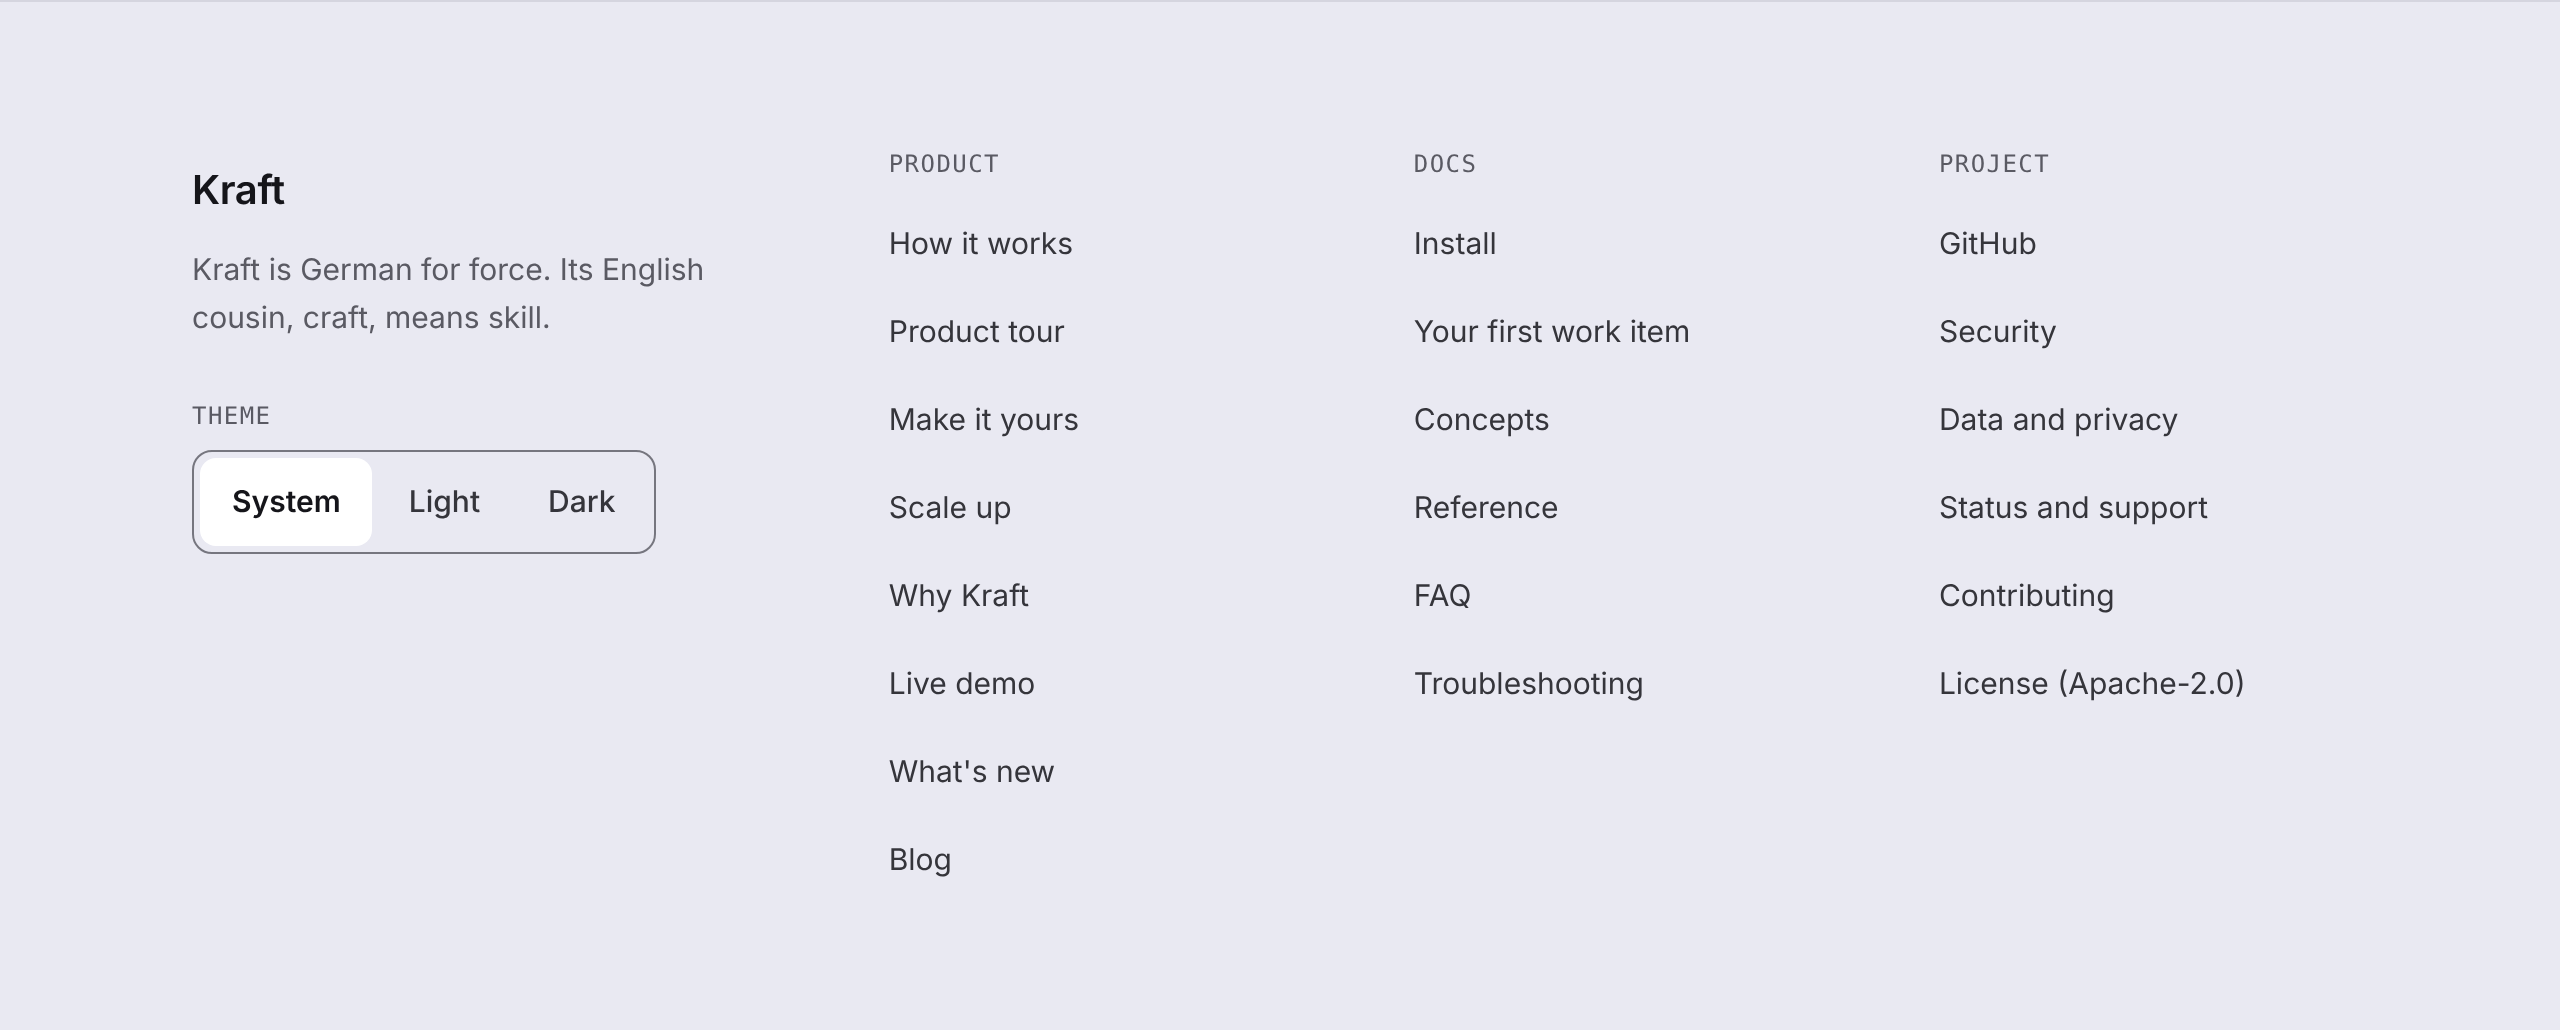 Kraft
Kraft is German for force. Its English
cousin, craft, means skill.
THEME
System
Light
Dark
PRODUCT
How it works
Product tour
Make it yours
Scale up
Why Kraft
Live demo
What's new
Blog
DOCS
Install
Your first work item
Concepts
Reference
FAQ
Troubleshooting
PROJECT
GitHub
Security
Data and privacy
Status and support
Contributing
License (Apache-2.0)